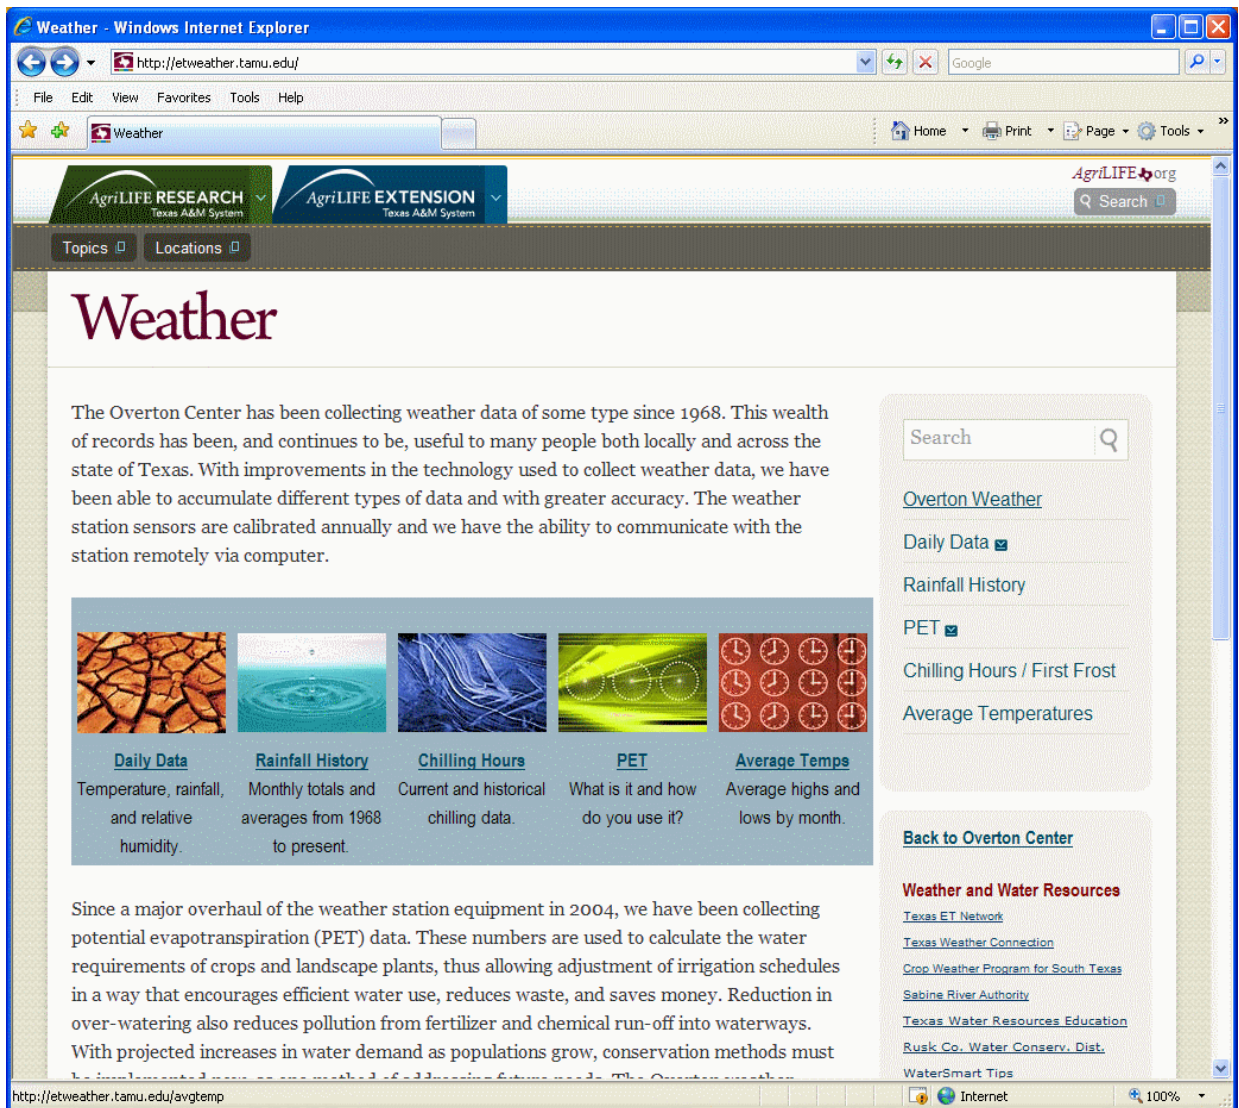 Weather - Windows Internet Explorer
http://etweather.tamu.edu/
Google
File Edit View Favorites Tools Help
Weather
Home Print Page Tools »
AgriLIFE RESEARCH
Texas A&M System
AgriLIFE EXTENSION
Texas A&M System
AgriLIFE org
Search
Topics Locations
Weather
The Overton Center has been collecting weather data of some type since 1968. This wealth
of records has been, and continues to be, useful to many people both locally and across the
state of Texas. With improvements in the technology used to collect weather data, we have
been able to accumulate different types of data and with greater accuracy. The weather
station sensors are calibrated annually and we have the ability to communicate with the
station remotely via computer.
Daily Data
Temperature, rainfall,
and relative
humidity.
Rainfall History
Monthly totals and
averages from 1968
to present.
Chilling Hours
Current and historical
chilling data.
PET
What is it and how
do you use it?
Average Temps
Average highs and
lows by month.
Since a major overhaul of the weather station equipment in 2004, we have been collecting
potential evapotranspiration (PET) data. These numbers are used to calculate the water
requirements of crops and landscape plants, thus allowing adjustment of irrigation schedules
in a way that encourages efficient water use, reduces waste, and saves money. Reduction in
over-watering also reduces pollution from fertilizer and chemical run-off into waterways.
With projected increases in water demand as populations grow, conservation methods must
be implemented now as one method of addressing future needs. The Overton weather
Search
Overton Weather
Daily Data
Rainfall History
PET
Chilling Hours / First Frost
Average Temperatures
Back to Overton Center
Weather and Water Resources
Texas ET Network
Texas Weather Connection
Crop Weather Program for South Texas
Sabine River Authority
Texas Water Resources Education
Rusk Co. Water Conserv. Dist.
WaterSmart Tips
http://etweather.tamu.edu/avgtemp
Internet
100%